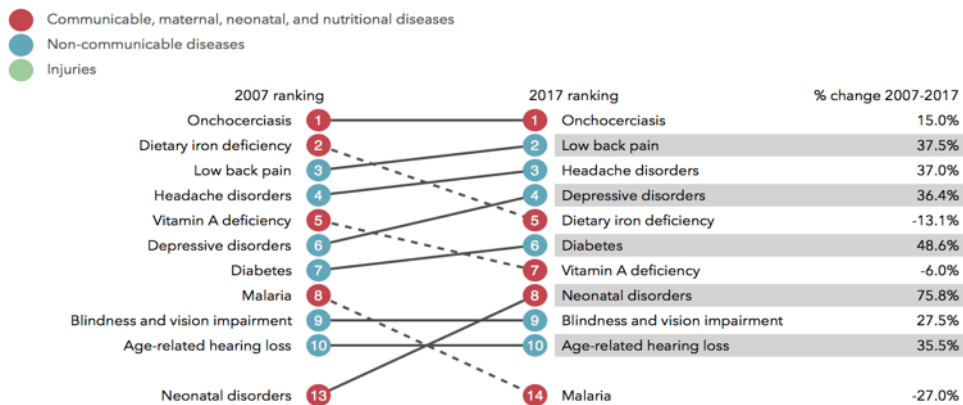 Communicable, maternal, neonatal, and nutritional diseases
Non-communicable diseases
Injuries
2007 ranking 2017 ranking % change 2007-2017
Onchocerciasis 1 1 Onchocerciasis 15.0%
Dietary iron deficiency 2 2 Low back pain 37.5%
Low back pain 3 3 Headache disorders 37.0%
Headache disorders 4 4 Depressive disorders 36.4%
Vitamin A deficiency 5 5 Dietary iron deficiency -13.1%
Depressive disorders 6 6 Diabetes 48.6%
Diabetes 7 7 Vitamin A deficiency -6.0%
Malaria 8 8 Neonatal disorders 75.8%
Blindness and vision impairment 9 9 Blindness and vision impairment 27.5%
Age-related hearing loss 10 10 Age-related hearing loss 35.5%
Neonatal disorders 13 14 Malaria -27.0%